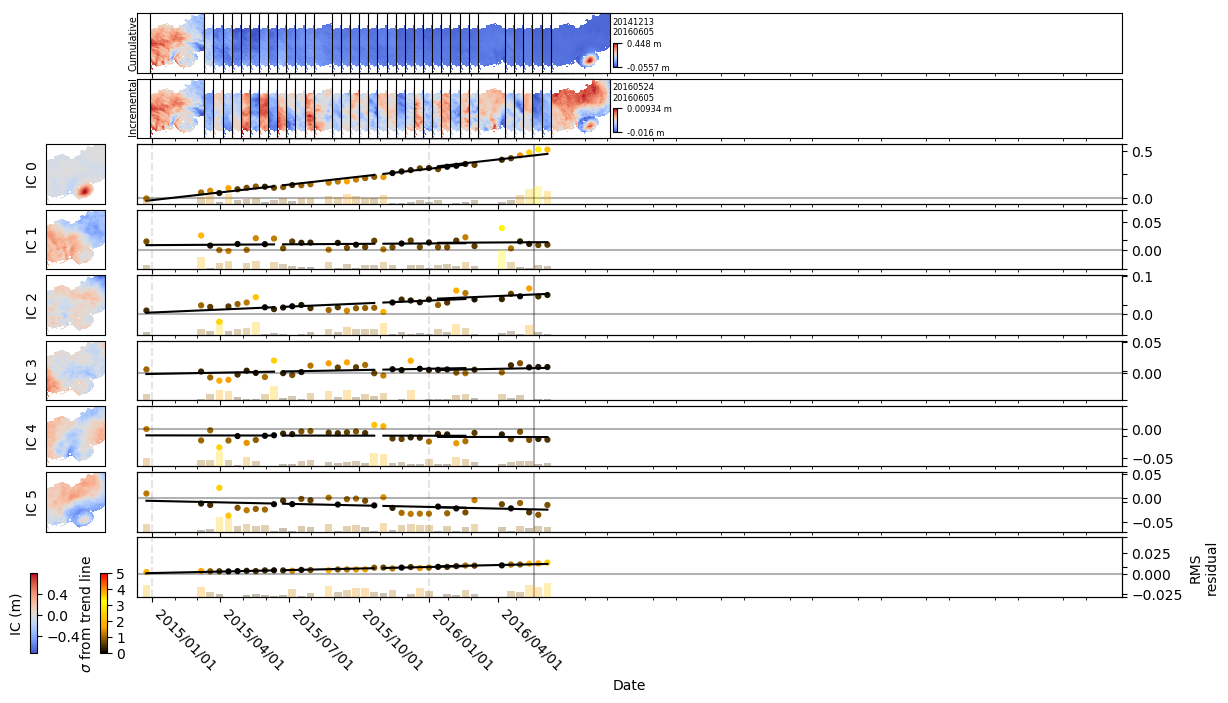 Cumulative
20141213
20160605
0.448 m
-0.0557 m
Incremental
20160524
20160605
0.00934 m
-0.016 m
IC 0
0.5
0.0
IC 1
0.05
0.00
IC 2
0.1
0.0
IC 3
0.05
0.00
IC 4
0.00
−0.05
IC 5
0.05
0.00
−0.05
0.025
0.000
−0.025
RMS
residual
IC (m)
0.4
0.0
−0.4
σ from trend line
5
4
3
2
1
0
2015/01/01
2015/04/01
2015/07/01
2015/10/01
2016/01/01
2016/04/01
Date